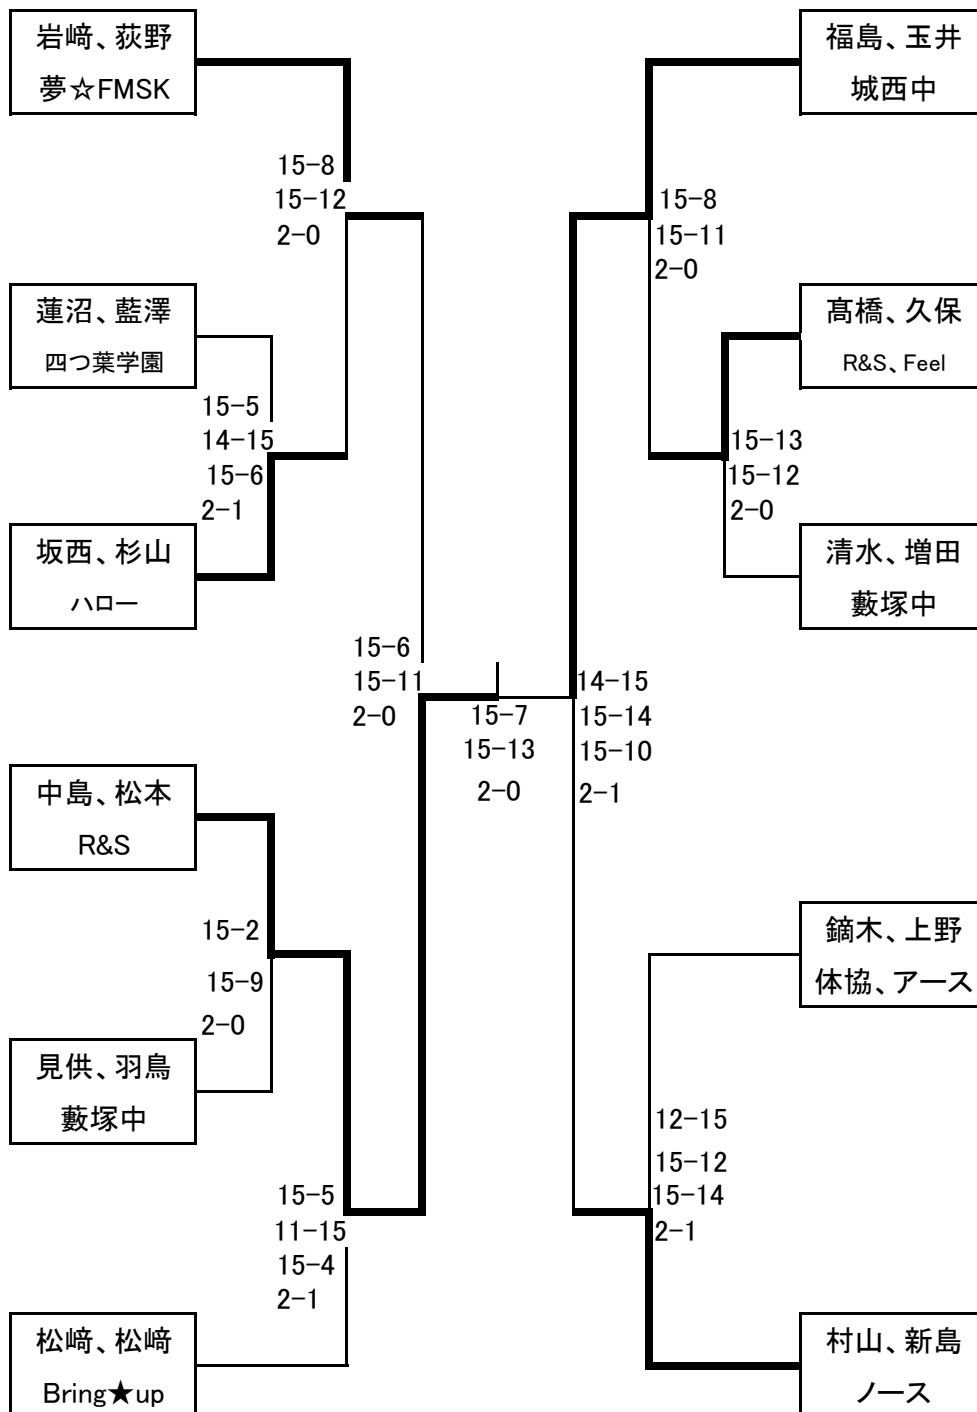 岩﨑、荻野
夢☆FMSK
福島、玉井
城西中
15-8
15-12
2-0
15-8
15-11
2-0
蓮沼、藍澤
四つ葉学園
髙橋、久保
R&S、Feel
15-5
14-15
15-6
2-1
15-13
15-12
2-0
坂西、杉山
ハロー
清水、増田
藪塚中
15-6
15-11
2-0
15-7
15-13
2-0
14-15
15-14
15-10
2-1
中島、松本
R&S
15-2
15-9
2-0
鏑木、上野
体協、アース
見供、羽鳥
藪塚中
12-15
15-12
15-14
2-1
15-5
11-15
15-4
2-1
松﨑、松﨑
Bring★up
村山、新島
ノース